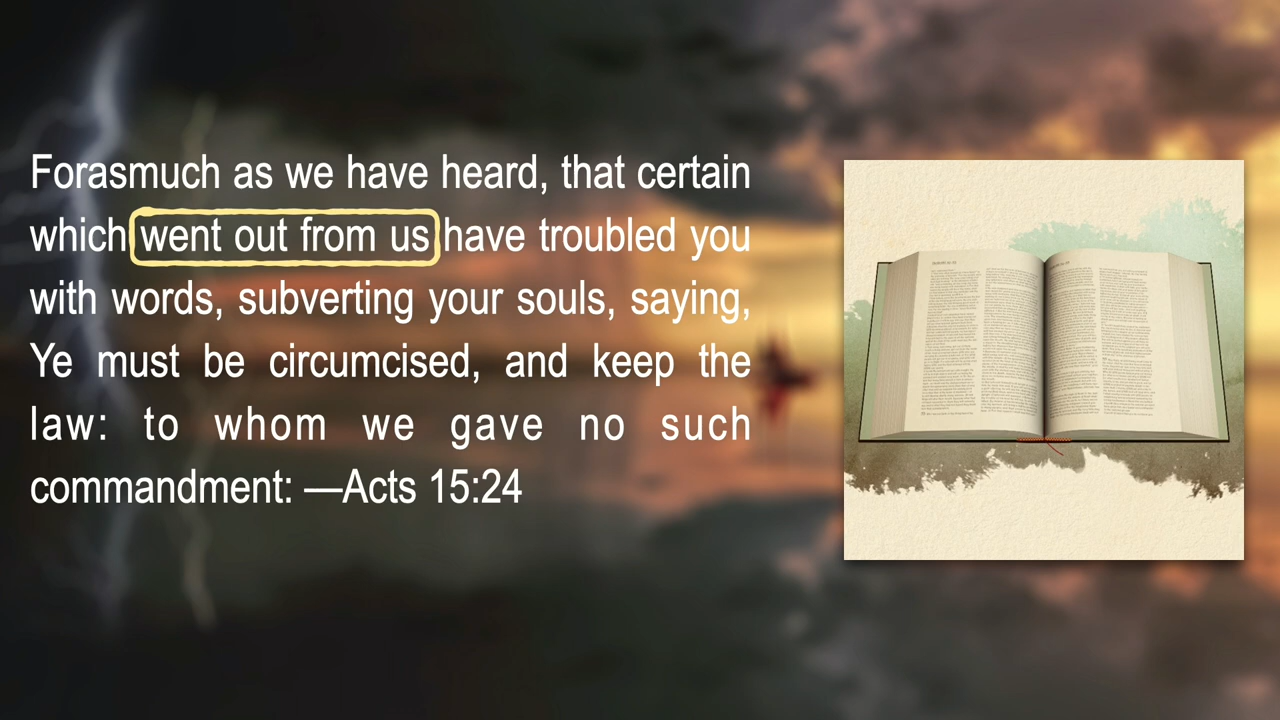 Forasmuch as we have heard, that certain
which went out from us have troubled you
with words, subverting your souls, saying,
Ye must be circumcised, and keep the
law: to whom we gave no such
commandment: —Acts 15:24